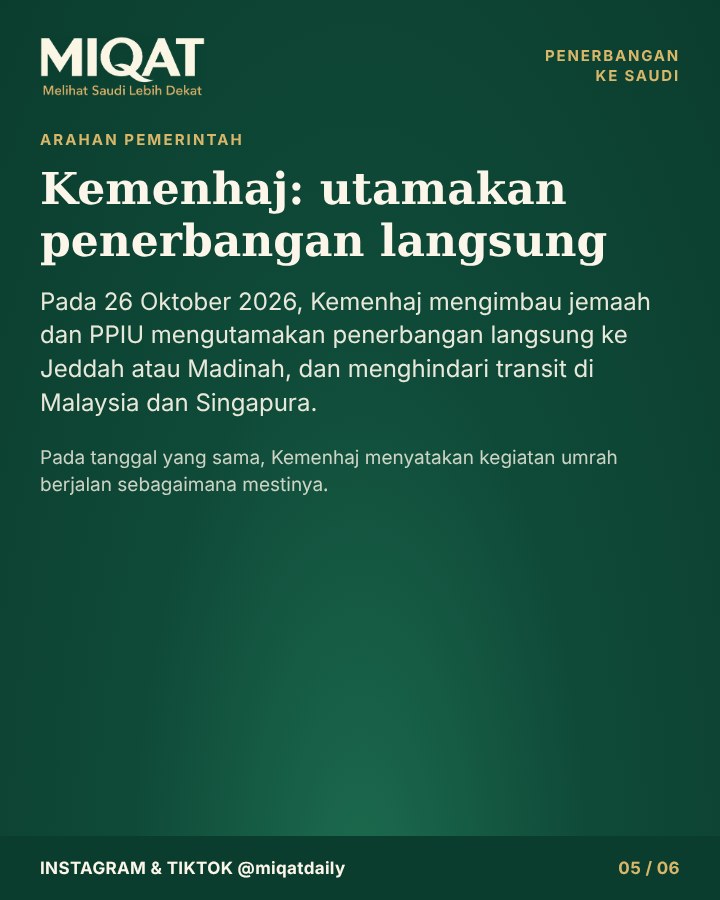 MIQAT
Melihat Saudi Lebih Dekat
PENERBANGAN
KE SAUDI
ARAHAN PEMERINTAH
Kemenhaj: utamakan
penerbangan langsung
Pada 26 Oktober 2026, Kemenhaj mengimbau jemaah
dan PPIU mengutamakan penerbangan langsung ke
Jeddah atau Madinah, dan menghindari transit di
Malaysia dan Singapura.
Pada tanggal yang sama, Kemenhaj menyatakan kegiatan umrah
berjalan sebagaimana mestinya.
INSTAGRAM & TIKTOK @miqatdaily
05 / 06